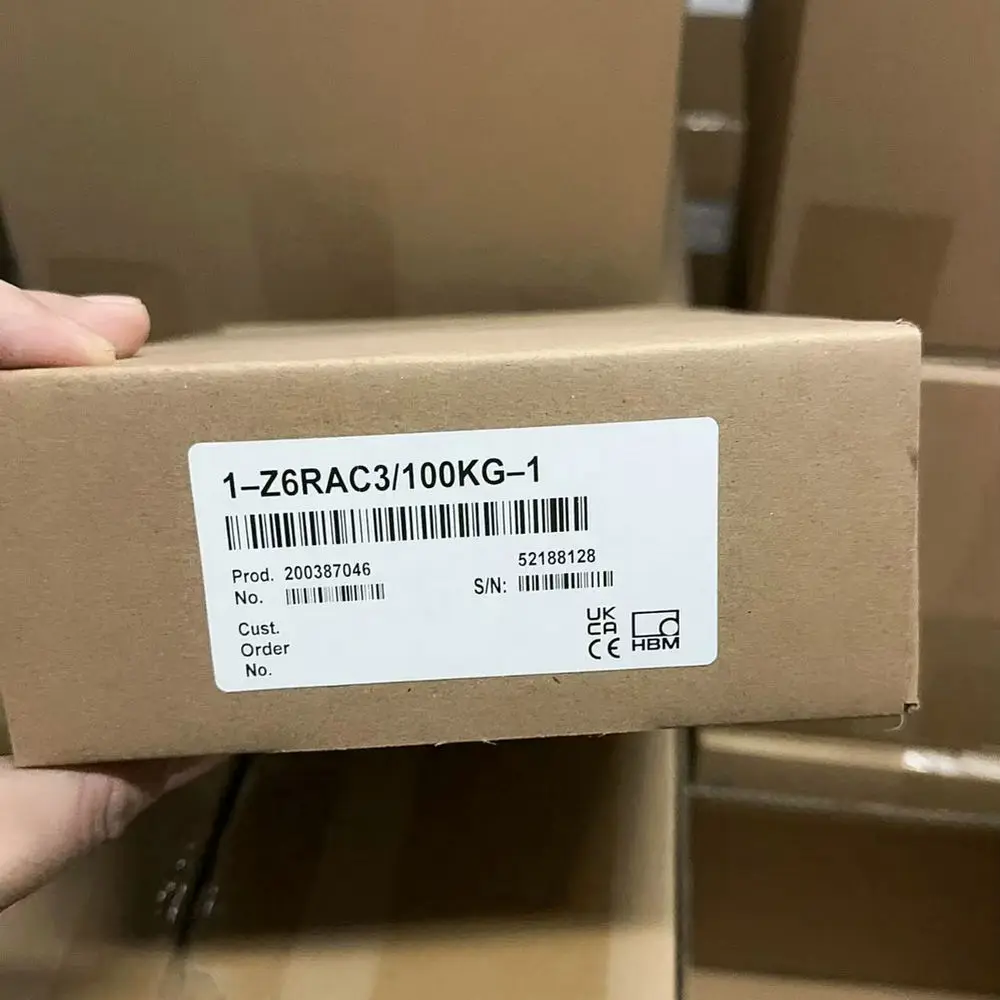 1–Z6RAC3/100KG–1
Prod. 200387046
No.
52188128
S/N:
Cust.
Order
No.
UK
CA
CE
HBM